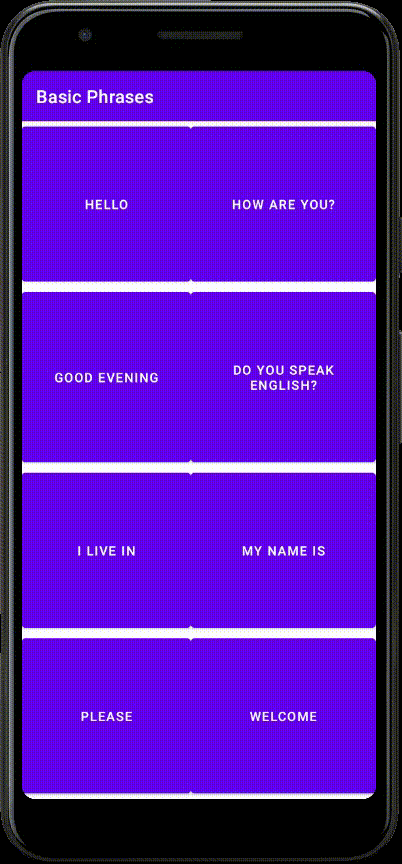 Basic Phrases
HELLO
HOW ARE YOU?
GOOD EVENING
DO YOU SPEAK
ENGLISH?
I LIVE IN
MY NAME IS
PLEASE
WELCOME